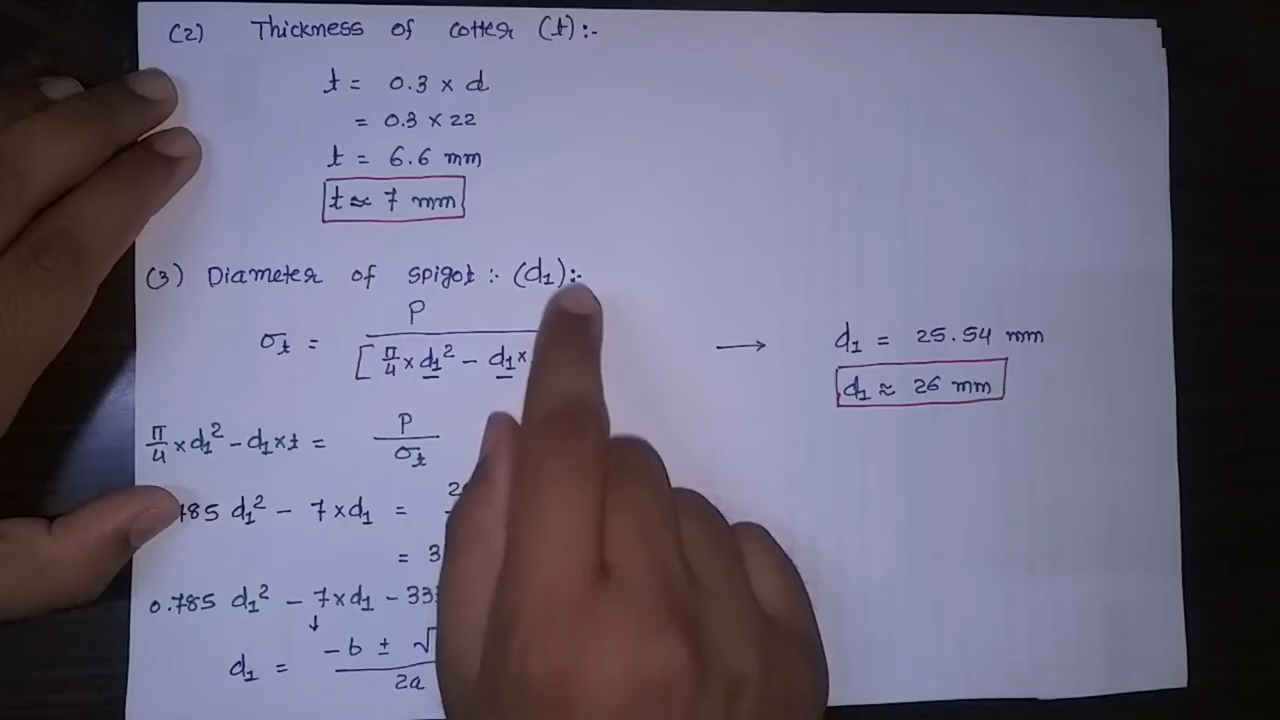 (2) Thickness of cotter (t):-
t = 0.3 × d
= 0.3 × 22
t = 6.6 mm
t ≈ 7 mm
(3) Diameter of spigot :- (d1):-
σt = P / [π/4 × d1² - d1 ×
π/4 × d1² - d1 × t = P / σt
785 d1² - 7 × d1 =
= 3
0.785 d1² - 7 × d1 - 33
↓
d1 = -b ± √ / 2a
→ d1 = 25.54 mm
d1 ≈ 26 mm